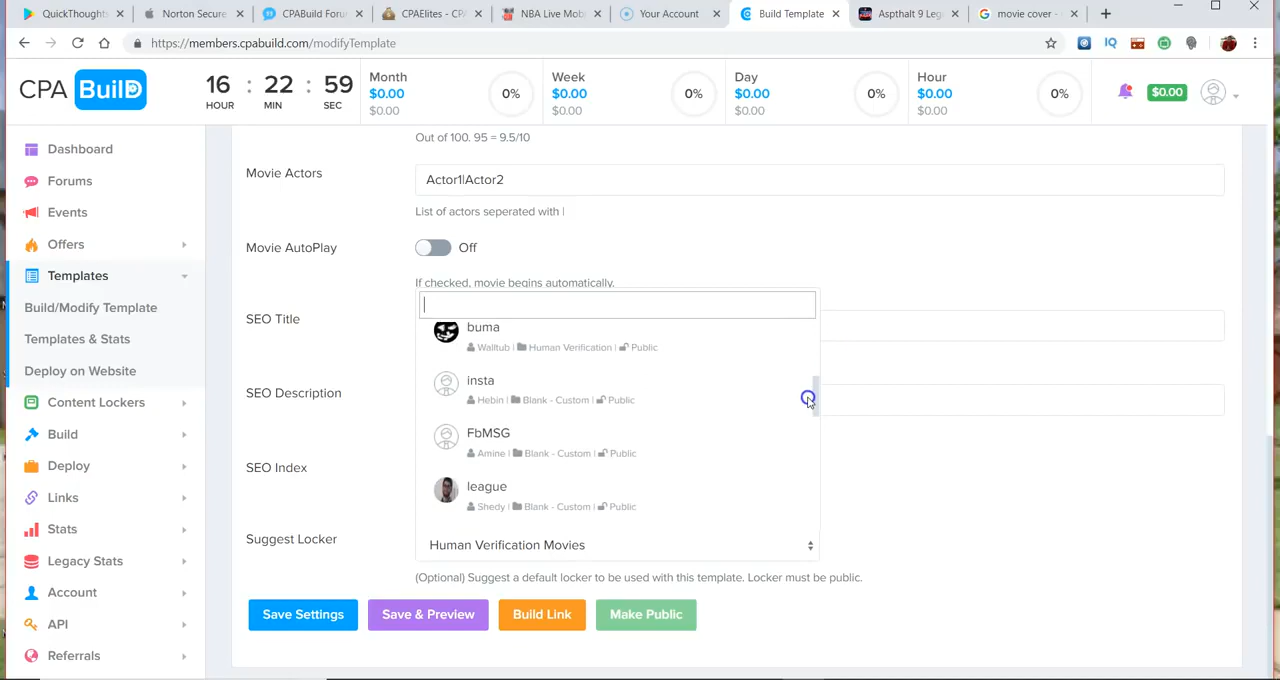 QuickThoughts
Norton Secure
CPABuild Foru
CPAElites - CP
NBA Live Mob
Your Account
Build Template
Aspthalt 9 Leg
movie cover -
https://members.cpabuild.com/modifyTemplate
IQ
CPA BuilD
16 : 22 : 59
HOUR MIN SEC
Month
$0.00
$0.00
0%
Week
$0.00
$0.00
0%
Day
$0.00
$0.00
0%
Hour
$0.00
$0.00
0%
$0.00
Dashboard
Forums
Events
Offers
Templates
Build/Modify Template
Templates & Stats
Deploy on Website
Content Lockers
Build
Deploy
Links
Stats
Legacy Stats
Account
API
Referrals
Out of 100. 95 = 9.5/10
Movie Actors
Actor1|Actor2
List of actors seperated with |
Movie AutoPlay
Off
If checked, movie begins automatically.
SEO Title
SEO Description
SEO Index
Suggest Locker
buma
Walltub | Human Verification | Public
insta
Hebin | Blank - Custom | Public
FbMSG
Amine | Blank - Custom | Public
league
Shedy | Blank - Custom | Public
Human Verification Movies
(Optional) Suggest a default locker to be used with this template. Locker must be public.
Save Settings
Save & Preview
Build Link
Make Public